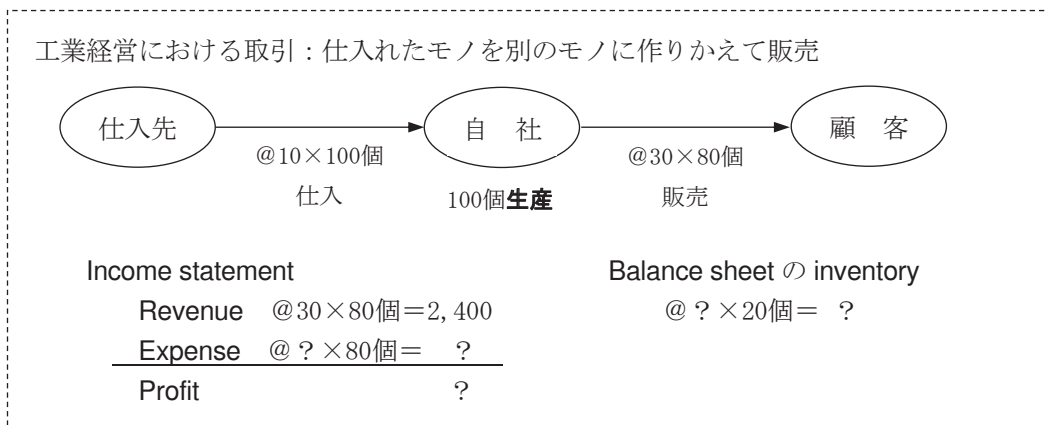 工業経営における取引：仕入れたモノを別のモノに作りかえて販売
仕入先
自　社
顧　客
@10×100個
@30×80個
仕入
100個生産
販売
Income statement
Balance sheet の inventory
Revenue @30×80個＝2,400
@？×20個＝ ？
Expense @？×80個＝ ？
Profit ？